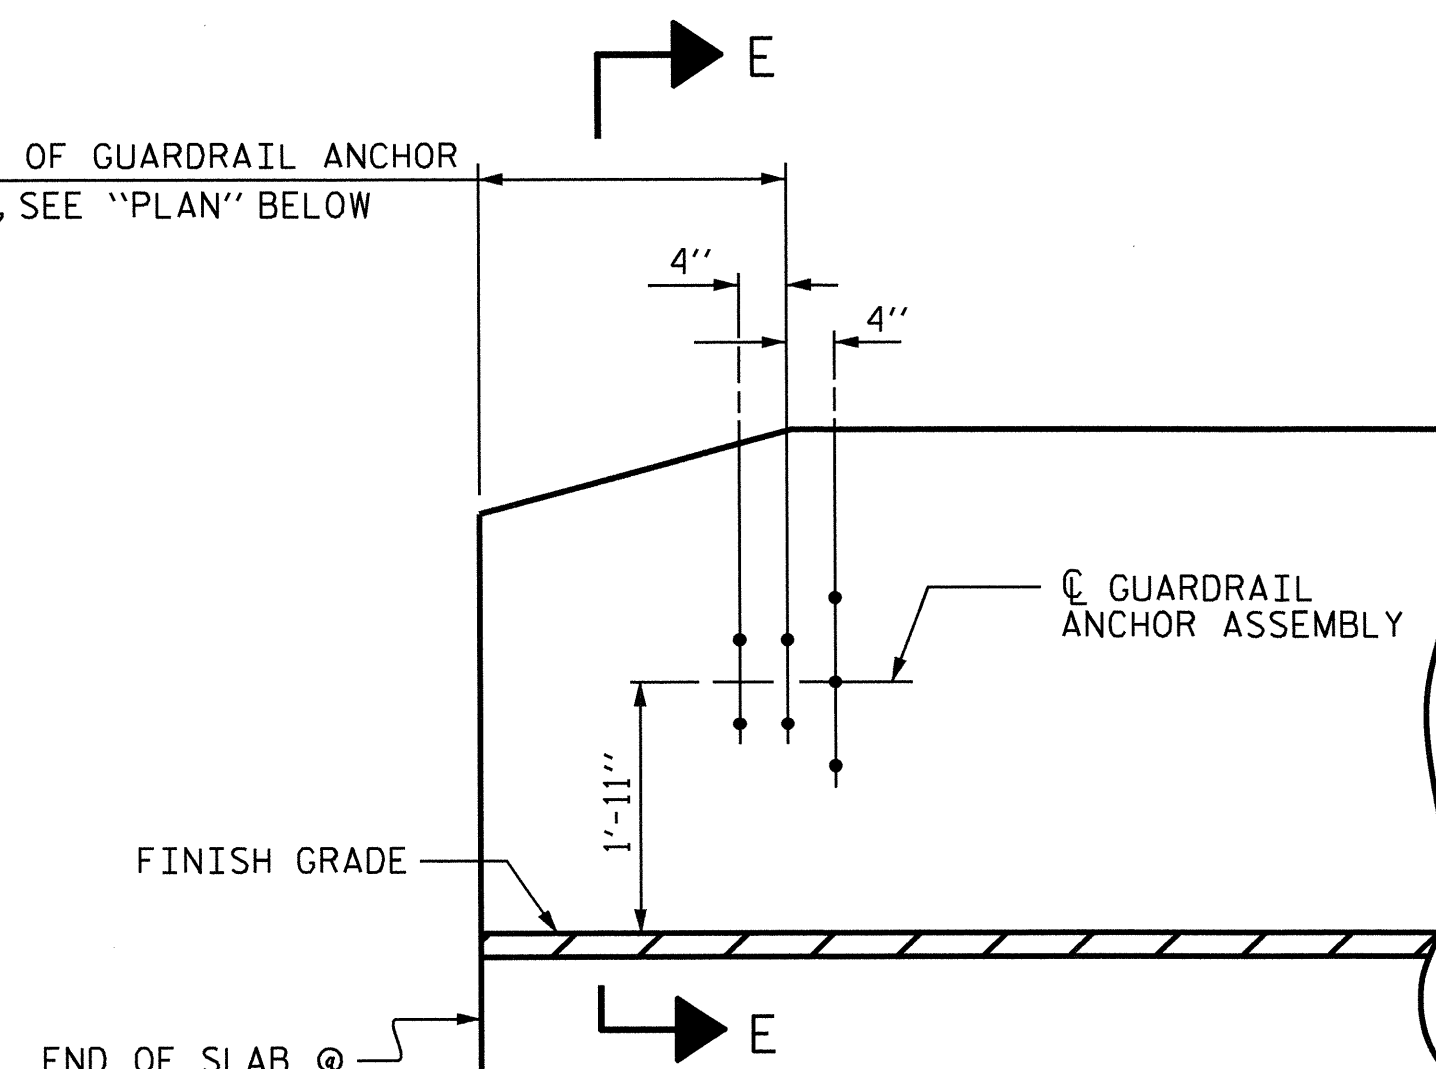 E
OF GUARDRAIL ANCHOR
, SEE "PLAN" BELOW
4"
4"
℄ GUARDRAIL
ANCHOR ASSEMBLY
1'-11"
FINISH GRADE
E
END OF SLAB @